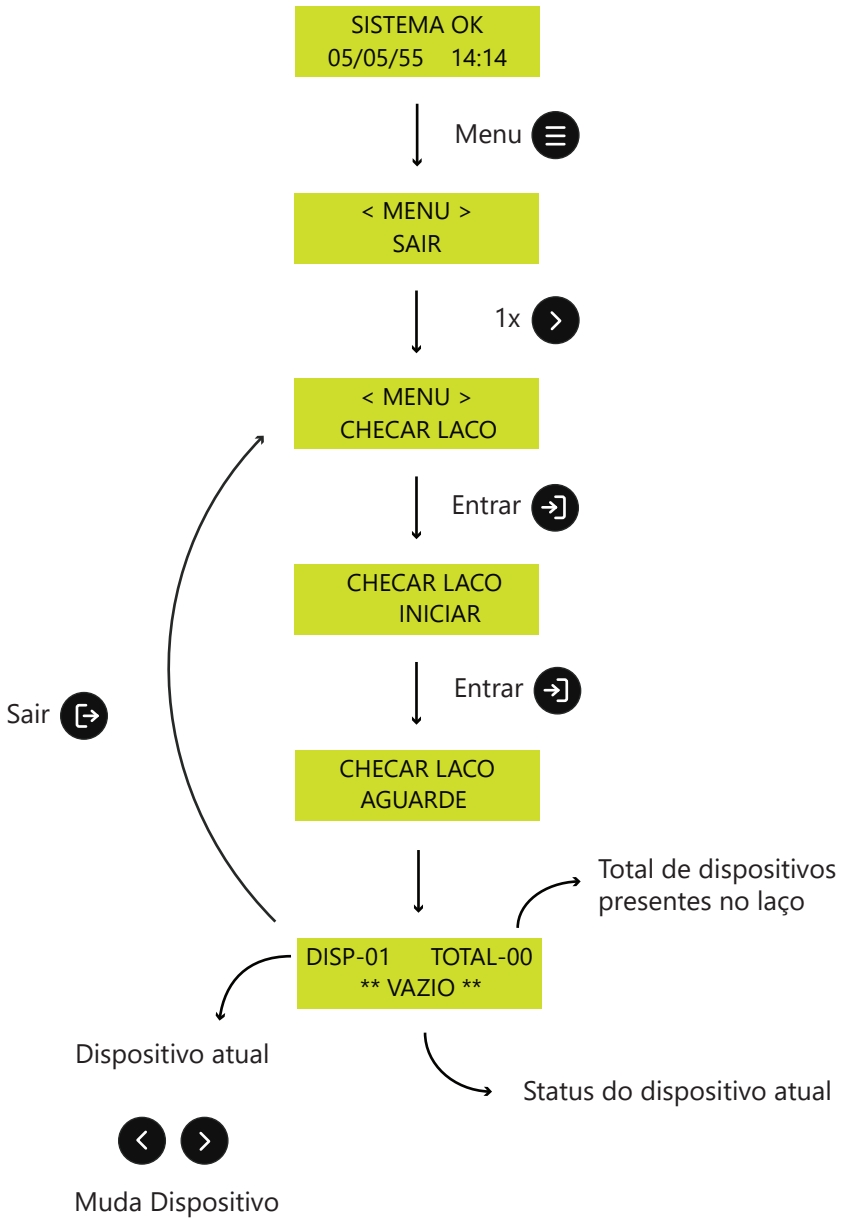 SISTEMA OK
05/05/55 14:14
Menu
< MENU >
SAIR
1x
< MENU >
CHECAR LACO
Entrar
CHECAR LACO
INICIAR
Entrar
Sair
CHECAR LACO
AGUARDE
Total de dispositivos
presentes no laço
DISP-01 TOTAL-00
** VAZIO **
Dispositivo atual
Status do dispositivo atual
Muda Dispositivo